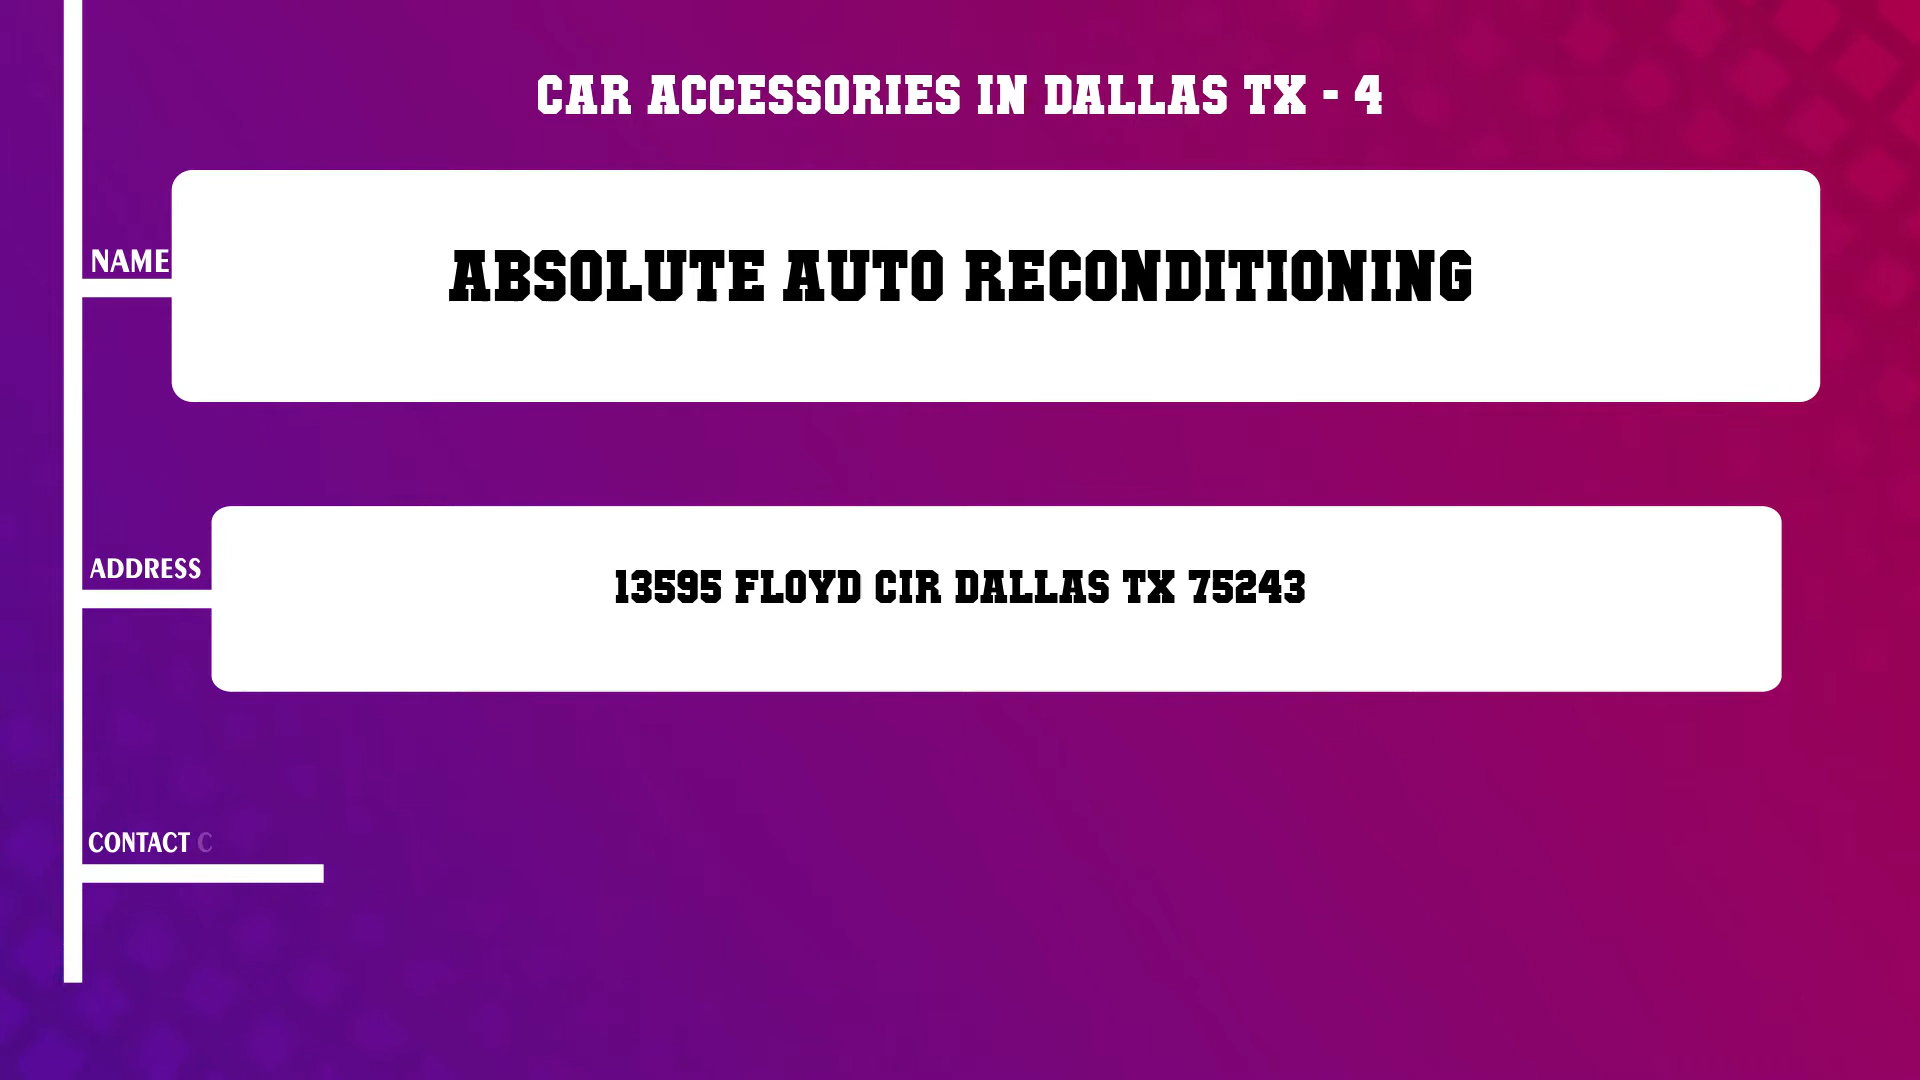 CAR ACCESSORIES IN DALLAS TX - 4
NAME
ABSOLUTE AUTO RECONDITIONING
ADDRESS
13595 FLOYD CIR DALLAS TX 75243
CONTACT C